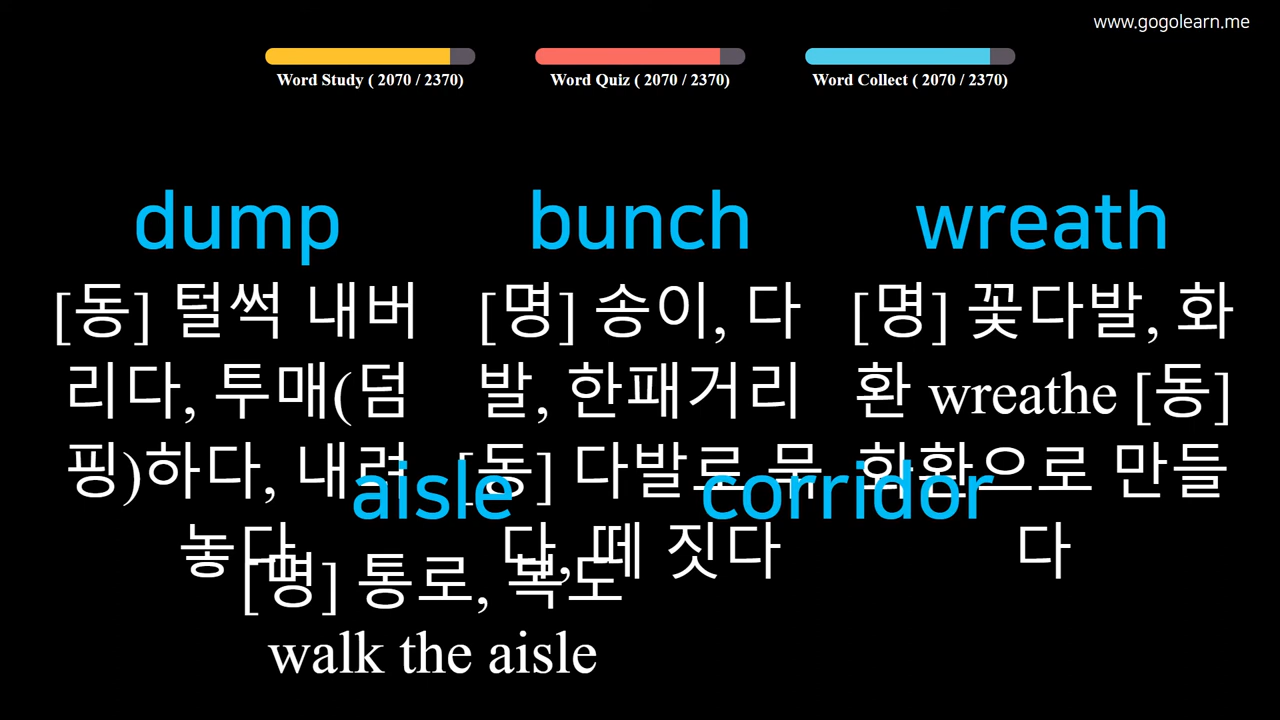 www.gogolearn.me
Word Study ( 2070 / 2370)
Word Quiz ( 2070 / 2370)
Word Collect ( 2070 / 2370)
dump
[동] 털썩 내버
리다, 투매(덤
핑)하다, 내려
놓다
bunch
[명] 송이, 다
발, 한패거리
[동] 다발로 묶
다, 떼 짓다
wreath
[명] 꽃다발, 화
환 wreathe [동]
화환으로 만들
다
aisle
[명] 통로, 복도
walk the aisle
corridor